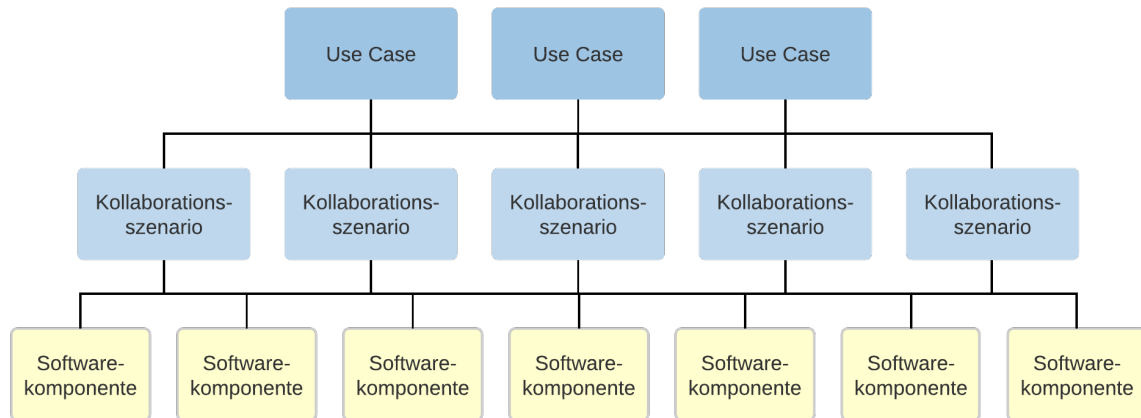 Use Case
Use Case
Use Case
Kollaborations-
szenario
Kollaborations-
szenario
Kollaborations-
szenario
Kollaborations-
szenario
Kollaborations-
szenario
Software-
komponente
Software-
komponente
Software-
komponente
Software-
komponente
Software-
komponente
Software-
komponente
Software-
komponente